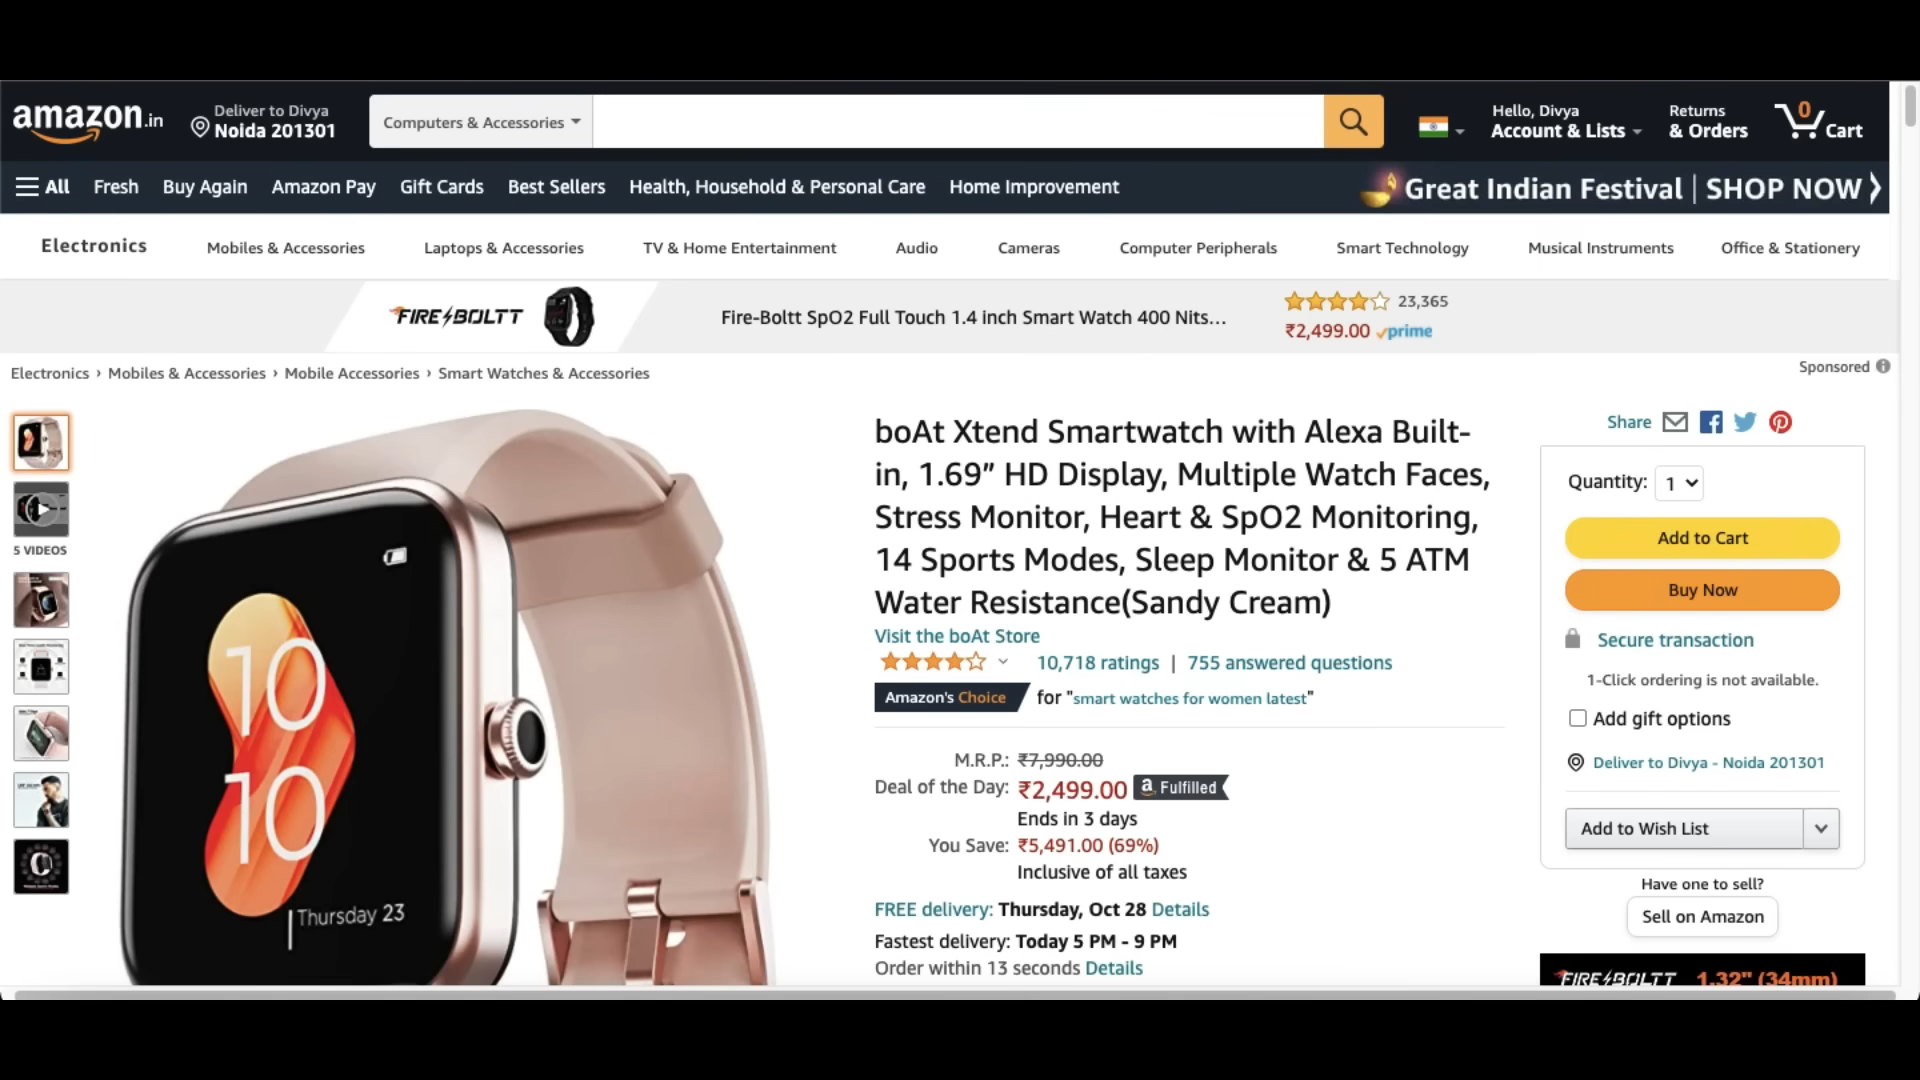 amazon.in
Deliver to Divya
Noida 201301
Computers & Accessories
Hello, Divya
Account & Lists
Returns
& Orders
0
Cart
All
Fresh
Buy Again
Amazon Pay
Gift Cards
Best Sellers
Health, Household & Personal Care
Home Improvement
Great Indian Festival | SHOP NOW
Electronics
Mobiles & Accessories
Laptops & Accessories
TV & Home Entertainment
Audio
Cameras
Computer Peripherals
Smart Technology
Musical Instruments
Office & Stationery
FIRE-BOLTT
Fire-Boltt SpO2 Full Touch 1.4 inch Smart Watch 400 Nits...
23,365
₹2,499.00 prime
Sponsored
Electronics › Mobiles & Accessories › Mobile Accessories › Smart Watches & Accessories
5 VIDEOS
10
10
Thursday 23
boAt Xtend Smartwatch with Alexa Built-
in, 1.69” HD Display, Multiple Watch Faces,
Stress Monitor, Heart & SpO2 Monitoring,
14 Sports Modes, Sleep Monitor & 5 ATM
Water Resistance(Sandy Cream)
Visit the boAt Store
10,718 ratings | 755 answered questions
Amazon's Choice for "smart watches for women latest"
M.R.P.: ₹7,990.00
Deal of the Day: ₹2,499.00 a Fulfilled
Ends in 3 days
You Save: ₹5,491.00 (69%)
Inclusive of all taxes
FREE delivery: Thursday, Oct 28 Details
Fastest delivery: Today 5 PM - 9 PM
Order within 13 seconds Details
Share
Quantity: 1
Add to Cart
Buy Now
Secure transaction
1-Click ordering is not available.
Add gift options
Deliver to Divya - Noida 201301
Add to Wish List
Have one to sell?
Sell on Amazon
FIRE-BOLTT 1.32" (34mm)